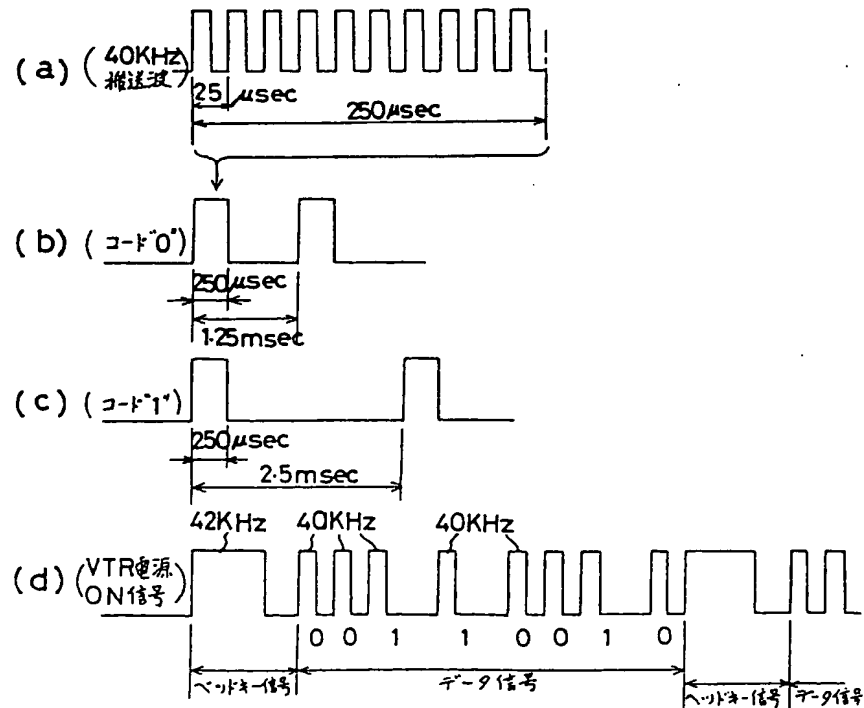 (a) (40KHz
搬送波)
25 μsec
250μsec
(b) (コード"0")
250μsec
1.25msec
(c) (コード"1")
250μsec
2.5msec
42KHz 40KHz 40KHz
(d) (VTR電源
ON信号)
0 0 1 1 0 0 1 0
ヘッドキー信号 データ信号 ヘッドキー信号 データ信号